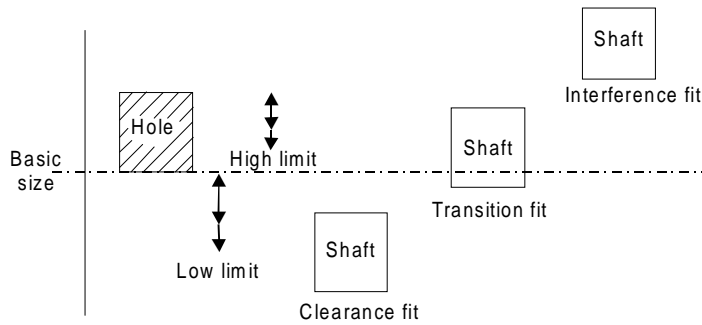 Shaft
Interference fit
Hole
High limit
Basic
size
Shaft
Transition fit
Low limit
Shaft
Clearance fit